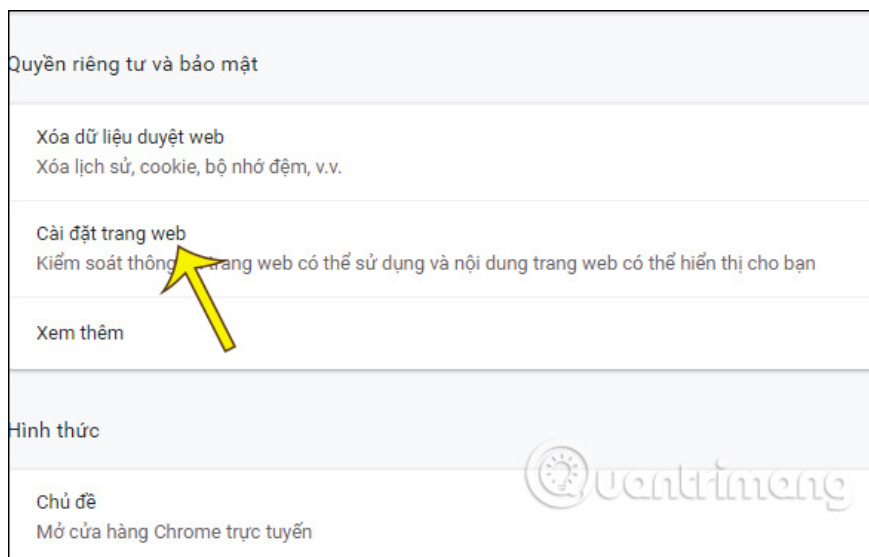 Quyền riêng tư và bảo mật
Xóa dữ liệu duyệt web
Xóa lịch sử, cookie, bộ nhớ đệm, v.v.
Cài đặt trang web
Kiểm soát thông trang web có thể sử dụng và nội dung trang web có thể hiển thị cho bạn
Xem thêm
Hình thức
Quantrimang
Chủ đề
Mở cửa hàng Chrome trực tuyến